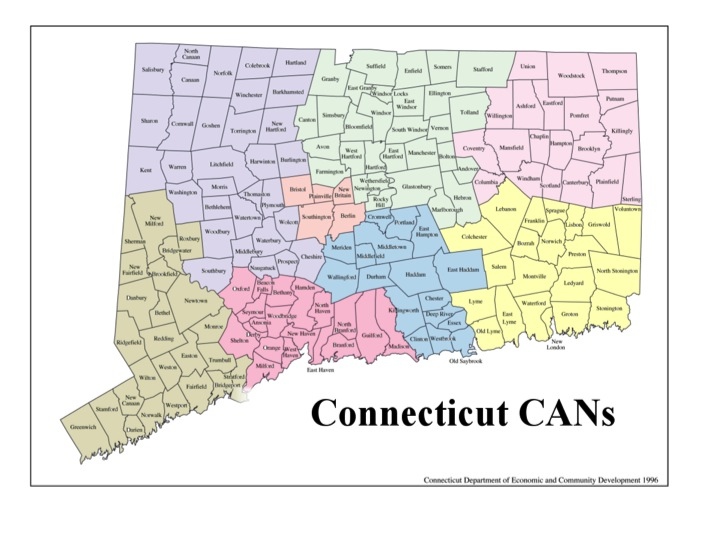 North
Canaan
Salisbury
Canaan
Norfolk
Colebrook
Hartland
Winchester
Barkhamsted
Sharon
Cornwall
Goshen
Torrington
New
Hartford
Kent
Warren
Litchfield
Harwinton
Burlington
Washington
Morris
Bethlehem
Thomaston
Plymouth
Watertown
Wolcott
Woodbury
Waterbury
Middlebury
Cheshire
Prospect
Naugatuck
Southbury
Granby
Suffield
Enfield
Somers
Stafford
East Granby
Windsor Locks
East
Windsor
Ellington
Canton
Simsbury
Windsor
Bloomfield
South Windsor
Vernon
Tolland
Avon
West
Hartford
Hartford
East
Hartford
Manchester
Bolton
Andover
Farmington
Wethersfield
Newington
Rocky
Hill
Glastonbury
Hebron
Marlborough
Union
Woodstock
Thompson
Willington
Ashford
Eastford
Pomfret
Putnam
Killingly
Coventry
Mansfield
Chaplin
Hampton
Brooklyn
Columbia
Windham
Scotland
Canterbury
Plainfield
Sterling
Bristol
Plainville
New
Britain
Southington
Berlin
Cromwell
Portland
East
Hampton
Meriden
Middletown
Middlefield
Wallingford
Durham
Haddam
East Haddam
Chester
Killingworth
Deep River
Essex
Clinton
Westbrook
Old Saybrook
Lebanon
Franklin
Sprague
Lisbon
Griswold
Voluntown
Colchester
Bozrah
Norwich
Preston
North Stonington
Salem
Montville
Ledyard
Lyme
East
Lyme
Waterford
Groton
Stonington
Old Lyme
New
London
New
Milford
Sherman
Roxbury
Bridgewater
New
Fairfield
Brookfield
Danbury
Newtown
Bethel
Monroe
Ridgefield
Redding
Easton
Trumbull
Weston
Wilton
Fairfield
Stratford
Bridgeport
New
Canaan
Westport
Stamford
Norwalk
Greenwich
Darien
Oxford
Beacon
Falls
Bethany
Hamden
Seymour
Woodbridge
Ansonia
North
Haven
Derby
Shelton
New Haven
North
Branford
Guilford
Orange
West
Haven
Branford
Madison
Milford
East Haven
Connecticut CANs
Connecticut Department of Economic and Community Development 1996